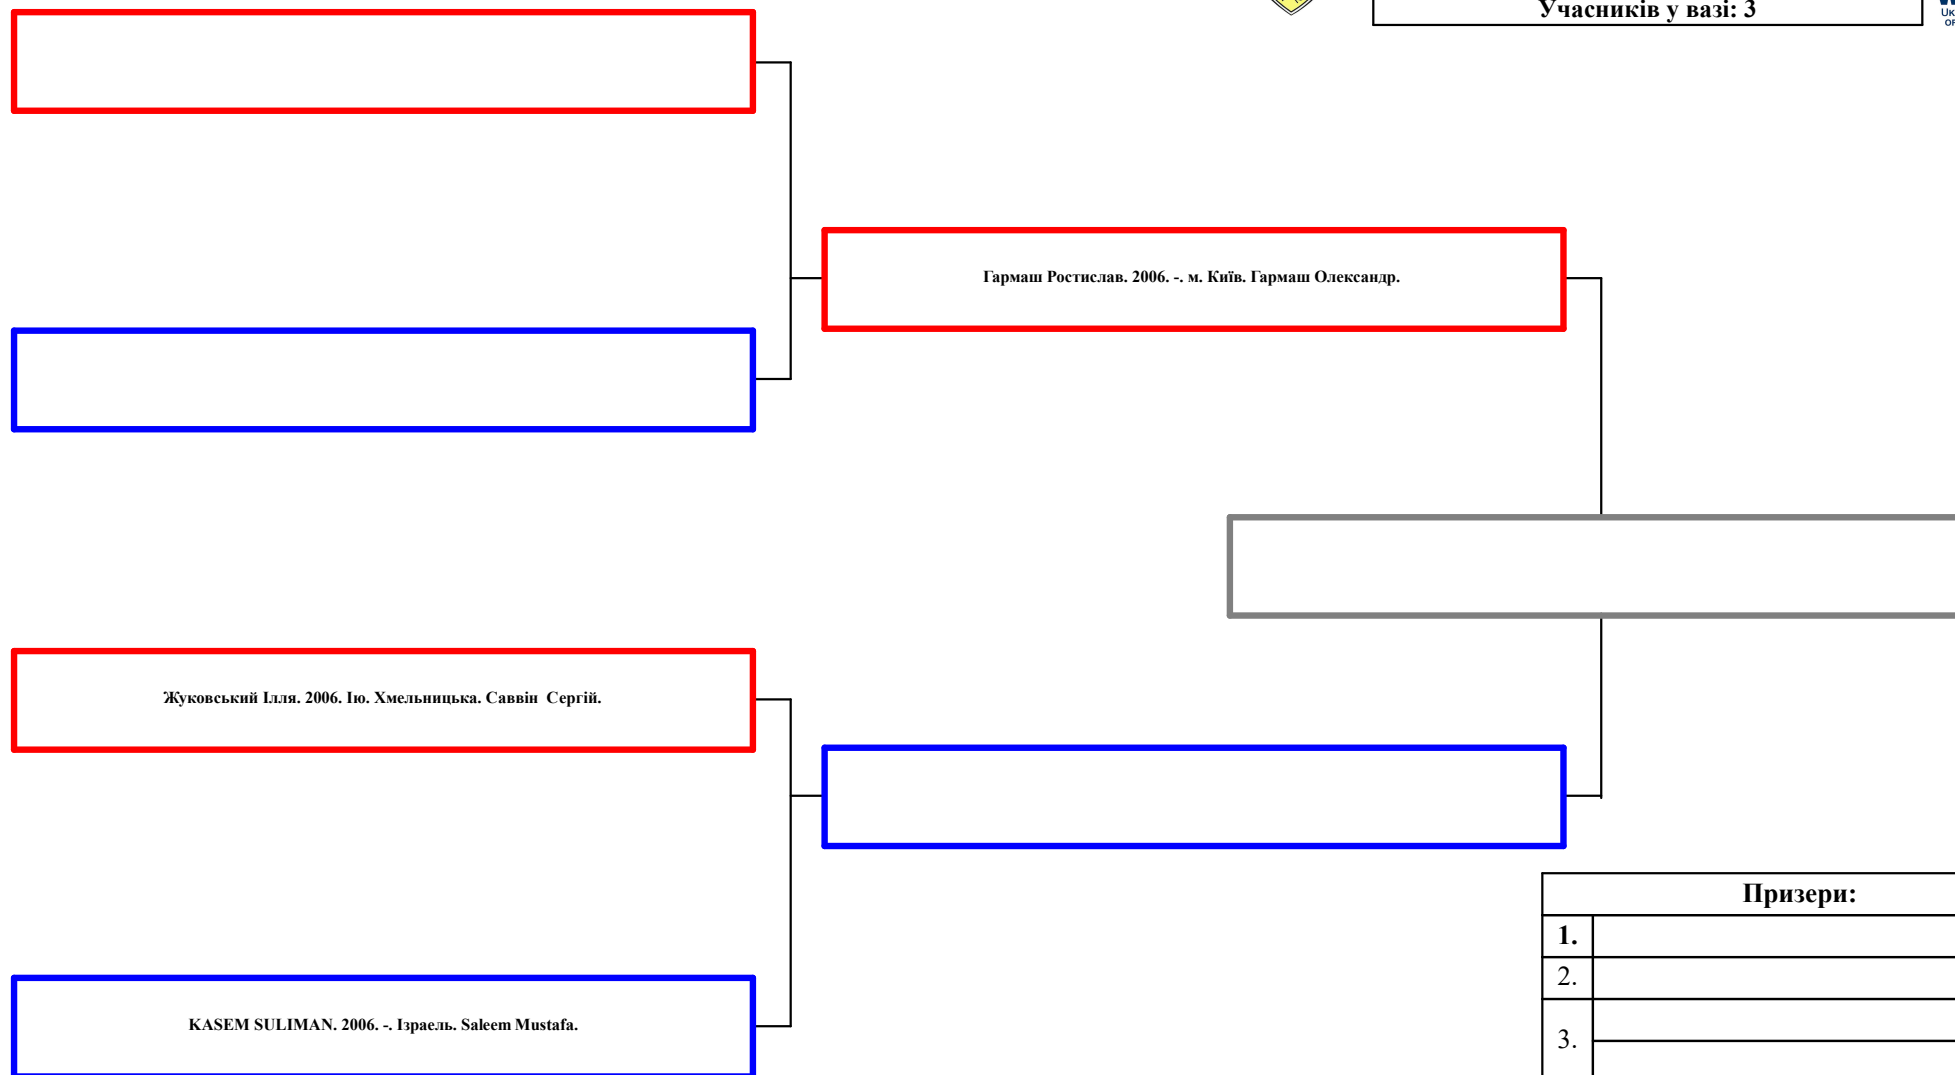 Учасників у вазі: 3
Гармаш Ростислав. 2006. -. м. Київ. Гармаш Олександр.
Жуковський Ілля. 2006. Ію. Хмельницька. Саввін  Сергій.
KASEM SULIMAN. 2006. -. Ізраель. Saleem Mustafa.
Призери:
1.
2.
3.